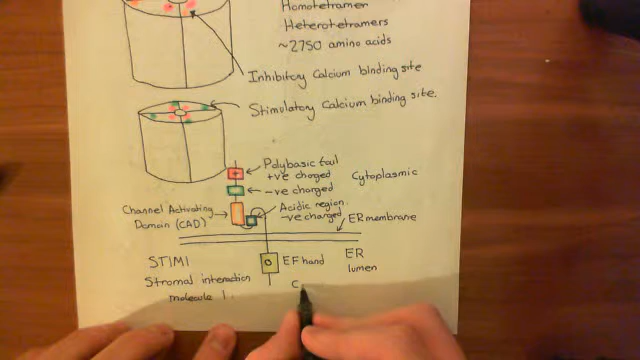 Homotetramer
Heterotetramers
~2750 amino acids
Inhibitory Calcium binding site
Stimulatory Calcium binding site.
Polybasic tail
+ve charged
Cytoplasmic
-ve charged
Channel Activating
Domain (CAD)
Acidic region
-ve charged
ER membrane
STIM1
EF hand
ER
lumen
Stromal interaction
molecule 1.
C